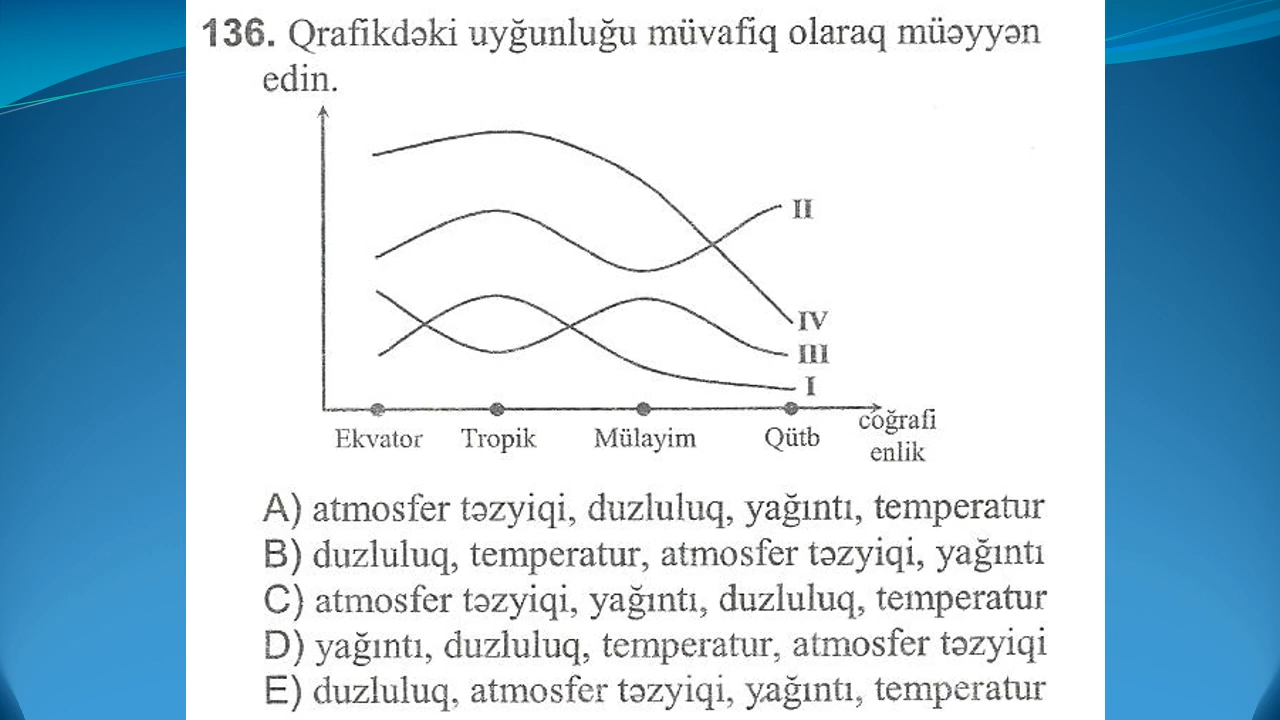 136. Qrafikdəki uyğunluğu müvafiq olaraq müəyyən
edin.
II
IV
III
I
Ekvator Tropik Mülayim Qütb coğrafi
enlik
A) atmosfer təzyiqi, duzluluq, yağıntı, temperatur
B) duzluluq, temperatur, atmosfer təzyiqi, yağıntı
C) atmosfer təzyiqi, yağıntı, duzluluq, temperatur
D) yağıntı, duzluluq, temperatur, atmosfer təzyiqi
E) duzluluq, atmosfer təzyiqi, yağıntı, temperatur